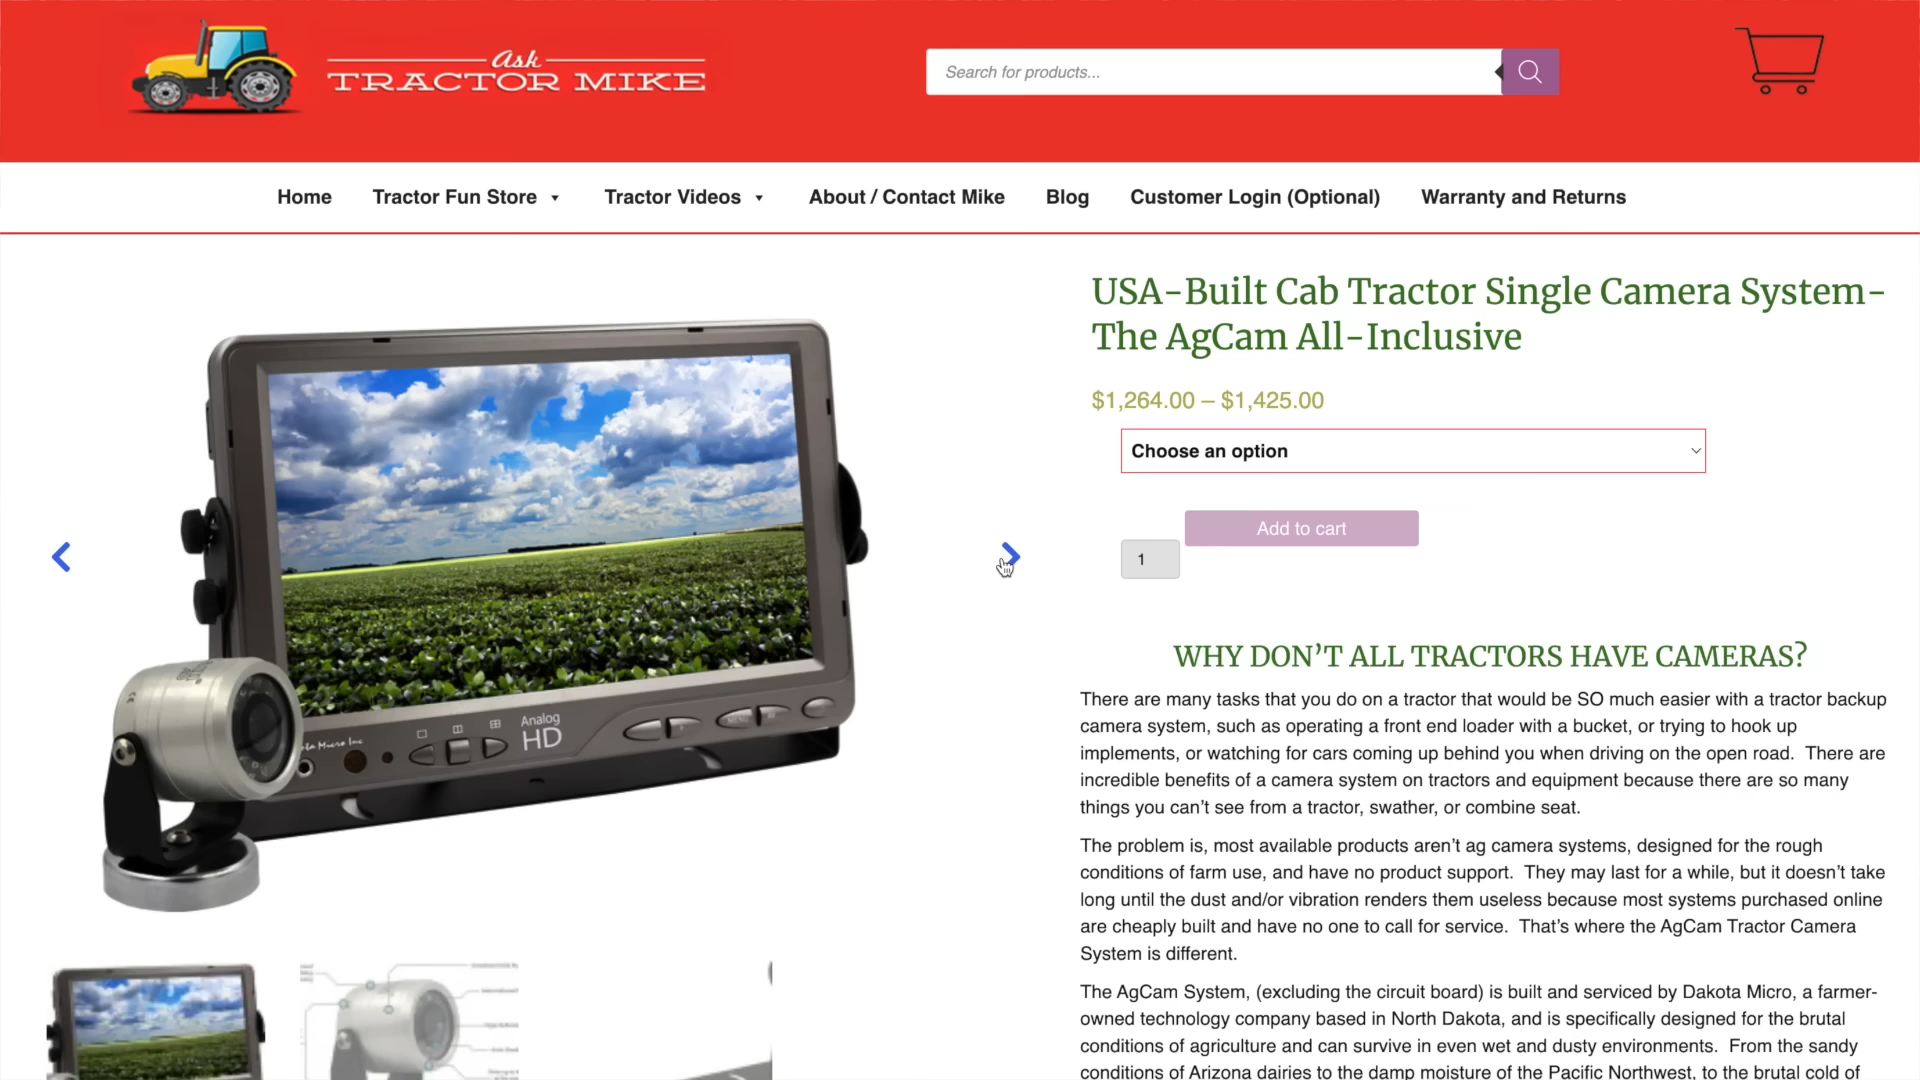 Ask
TRACTOR MIKE
Search for products...
Home
Tractor Fun Store
Tractor Videos
About / Contact Mike
Blog
Customer Login (Optional)
Warranty and Returns
USA-Built Cab Tractor Single Camera System-
The AgCam All-Inclusive
$1,264.00 – $1,425.00
Choose an option
Add to cart
1
Micro Inc
Analog
HD
MENU
WHY DON’T ALL TRACTORS HAVE CAMERAS?
There are many tasks that you do on a tractor that would be SO much easier with a tractor backup
camera system, such as operating a front end loader with a bucket, or trying to hook up
implements, or watching for cars coming up behind you when driving on the open road.  There are
incredible benefits of a camera system on tractors and equipment because there are so many
things you can’t see from a tractor, swather, or combine seat.
The problem is, most available products aren’t ag camera systems, designed for the rough
conditions of farm use, and have no product support.  They may last for a while, but it doesn’t take
long until the dust and/or vibration renders them useless because most systems purchased online
are cheaply built and have no one to call for service.  That’s where the AgCam Tractor Camera
System is different.
The AgCam System, (excluding the circuit board) is built and serviced by Dakota Micro, a farmer-
owned technology company based in North Dakota, and is specifically designed for the brutal
conditions of agriculture and can survive in even wet and dusty environments.  From the sandy
conditions of Arizona dairies to the damp moisture of the Pacific Northwest, to the brutal cold of